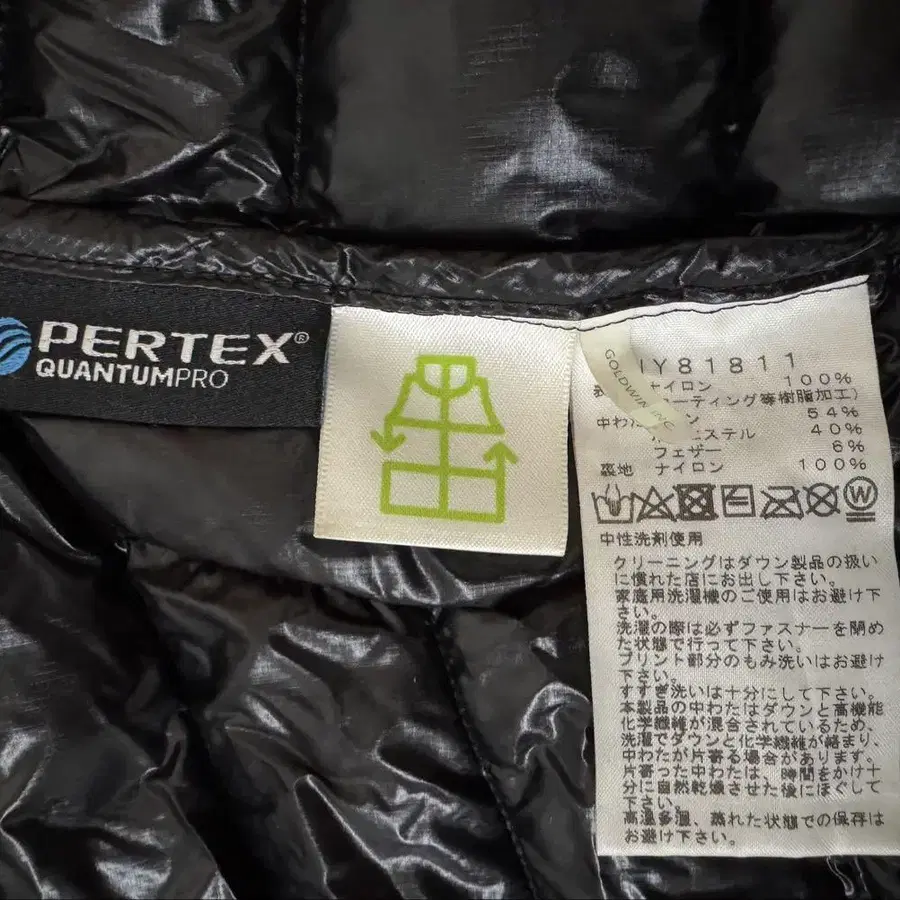 PERTEX®
QUANTUMPRO
GOLDWIN INC
Y81811
ナイロン 100%
ーティング等樹脂加工)
中わた 54%
ステル 40%
フェザー 6%
裏地 ナイロン 100%
W
中性洗剤使用
クリーニングはダウン製品の扱い
に慣れた店にお出し下さい。
家庭用洗濯機のご使用はお避け下
さい。
洗濯の際は必ずファスナーを閉め
た状態で行って下さい。
プリント部分のもみ洗いはお避け
下さい。
すすぎ洗いは十分にして下さい。
本製品の中わたはダウンと高機能
化学繊維が混合されているため、
洗濯でダウンと化学繊維が絡まり、
中わたが片寄る場合があります。
片寄った中わたは、時間をかけ十
分に自然乾燥させた後にほぐして
下さい。
高温多湿、蒸れた状態での保存は
お避け下さい。